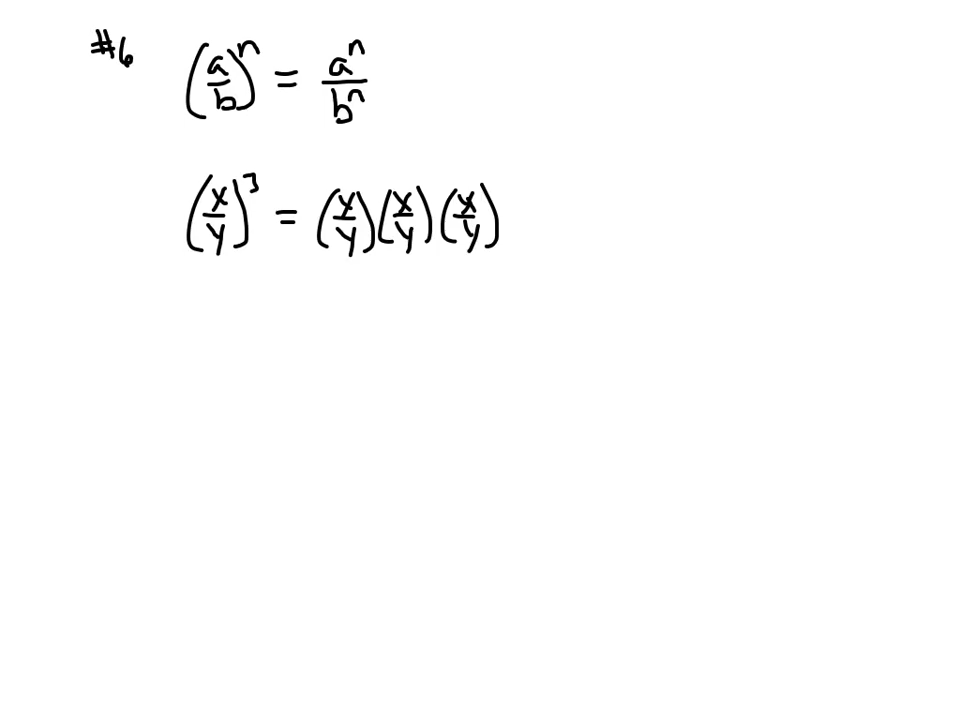 #6 (a/b)^n = a^n/b^n
(x/y)^3 = (x/y)(x/y)(x/y)